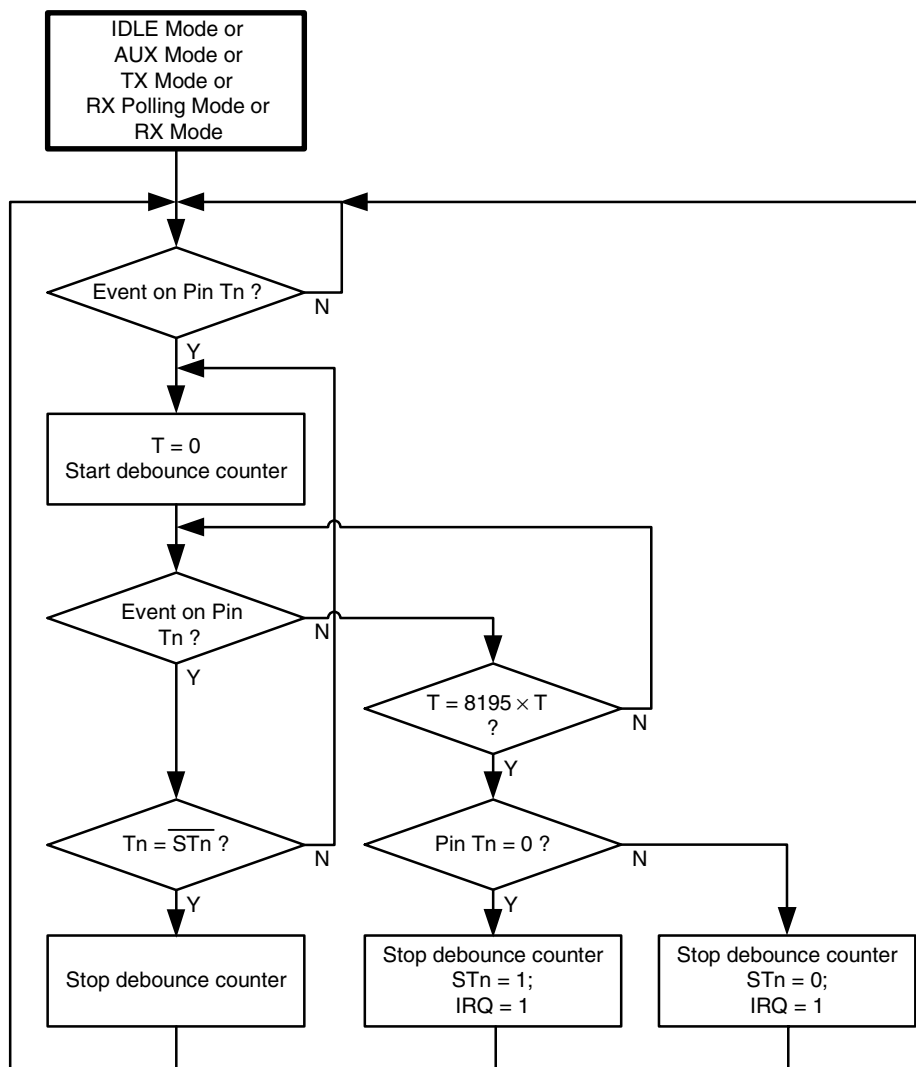 IDLE Mode or
AUX Mode or
TX Mode or
RX Polling Mode or
RX Mode
Event on Pin Tn ?
N
Y
T = 0
Start debounce counter
Event on Pin
Tn ?
N
Y
T = 8195 × T
?
N
Y
Tn = S̅T̅n̅ ?
N
Y
Pin Tn = 0 ?
N
Y
Stop debounce counter
Stop debounce counter
STn = 1;
IRQ = 1
Stop debounce counter
STn = 0;
IRQ = 1